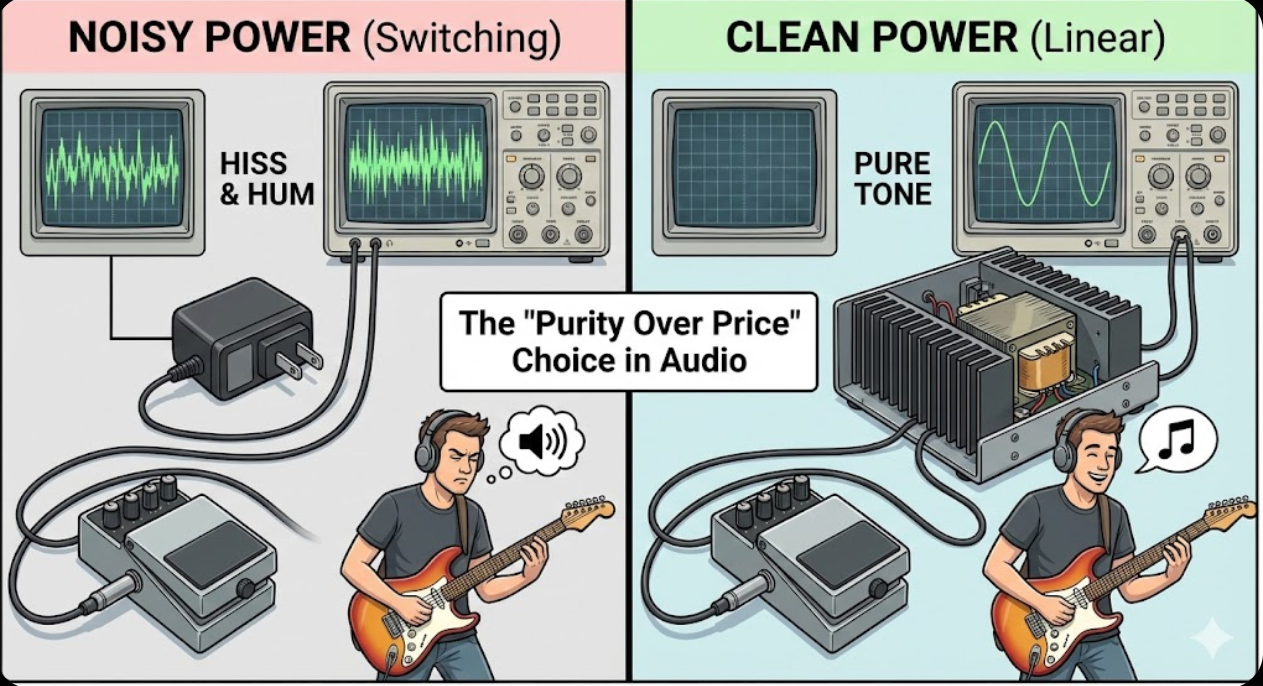 NOISY POWER (Switching)
CLEAN POWER (Linear)
HISS
& HUM
PURE
TONE
The "Purity Over Price"
Choice in Audio